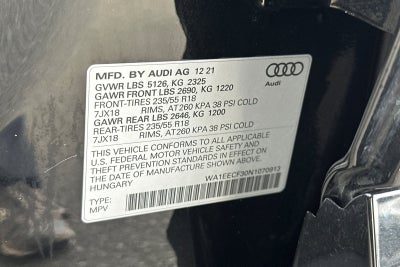 MFD. BY AUDI AG 12 21
GVWR LBS 5126, KG 2325
GAWR FRONT LBS 2690, KG 1220
FRONT-TIRES 235/55 R18
7JX18 RIMS, AT260 KPA 38 PSI COLD
GAWR REAR LBS 2646, KG 1200
REAR-TIRES 235/55 R18
7JX18 RIMS, AT260 KPA 38 PSI COLD
THIS VEHICLE CONFORMS TO ALL APPLICABLE
U.S. FEDERAL MOTOR VEHICLE SAFETY AND
THEFT PREVENTION STANDARDS IN EFFECT ON
THE DATE OF MANUFACTURE SHOWN ABOVE.
HUNGARY
WA1EECF30N1070913
TYPE:
MPV
Audi